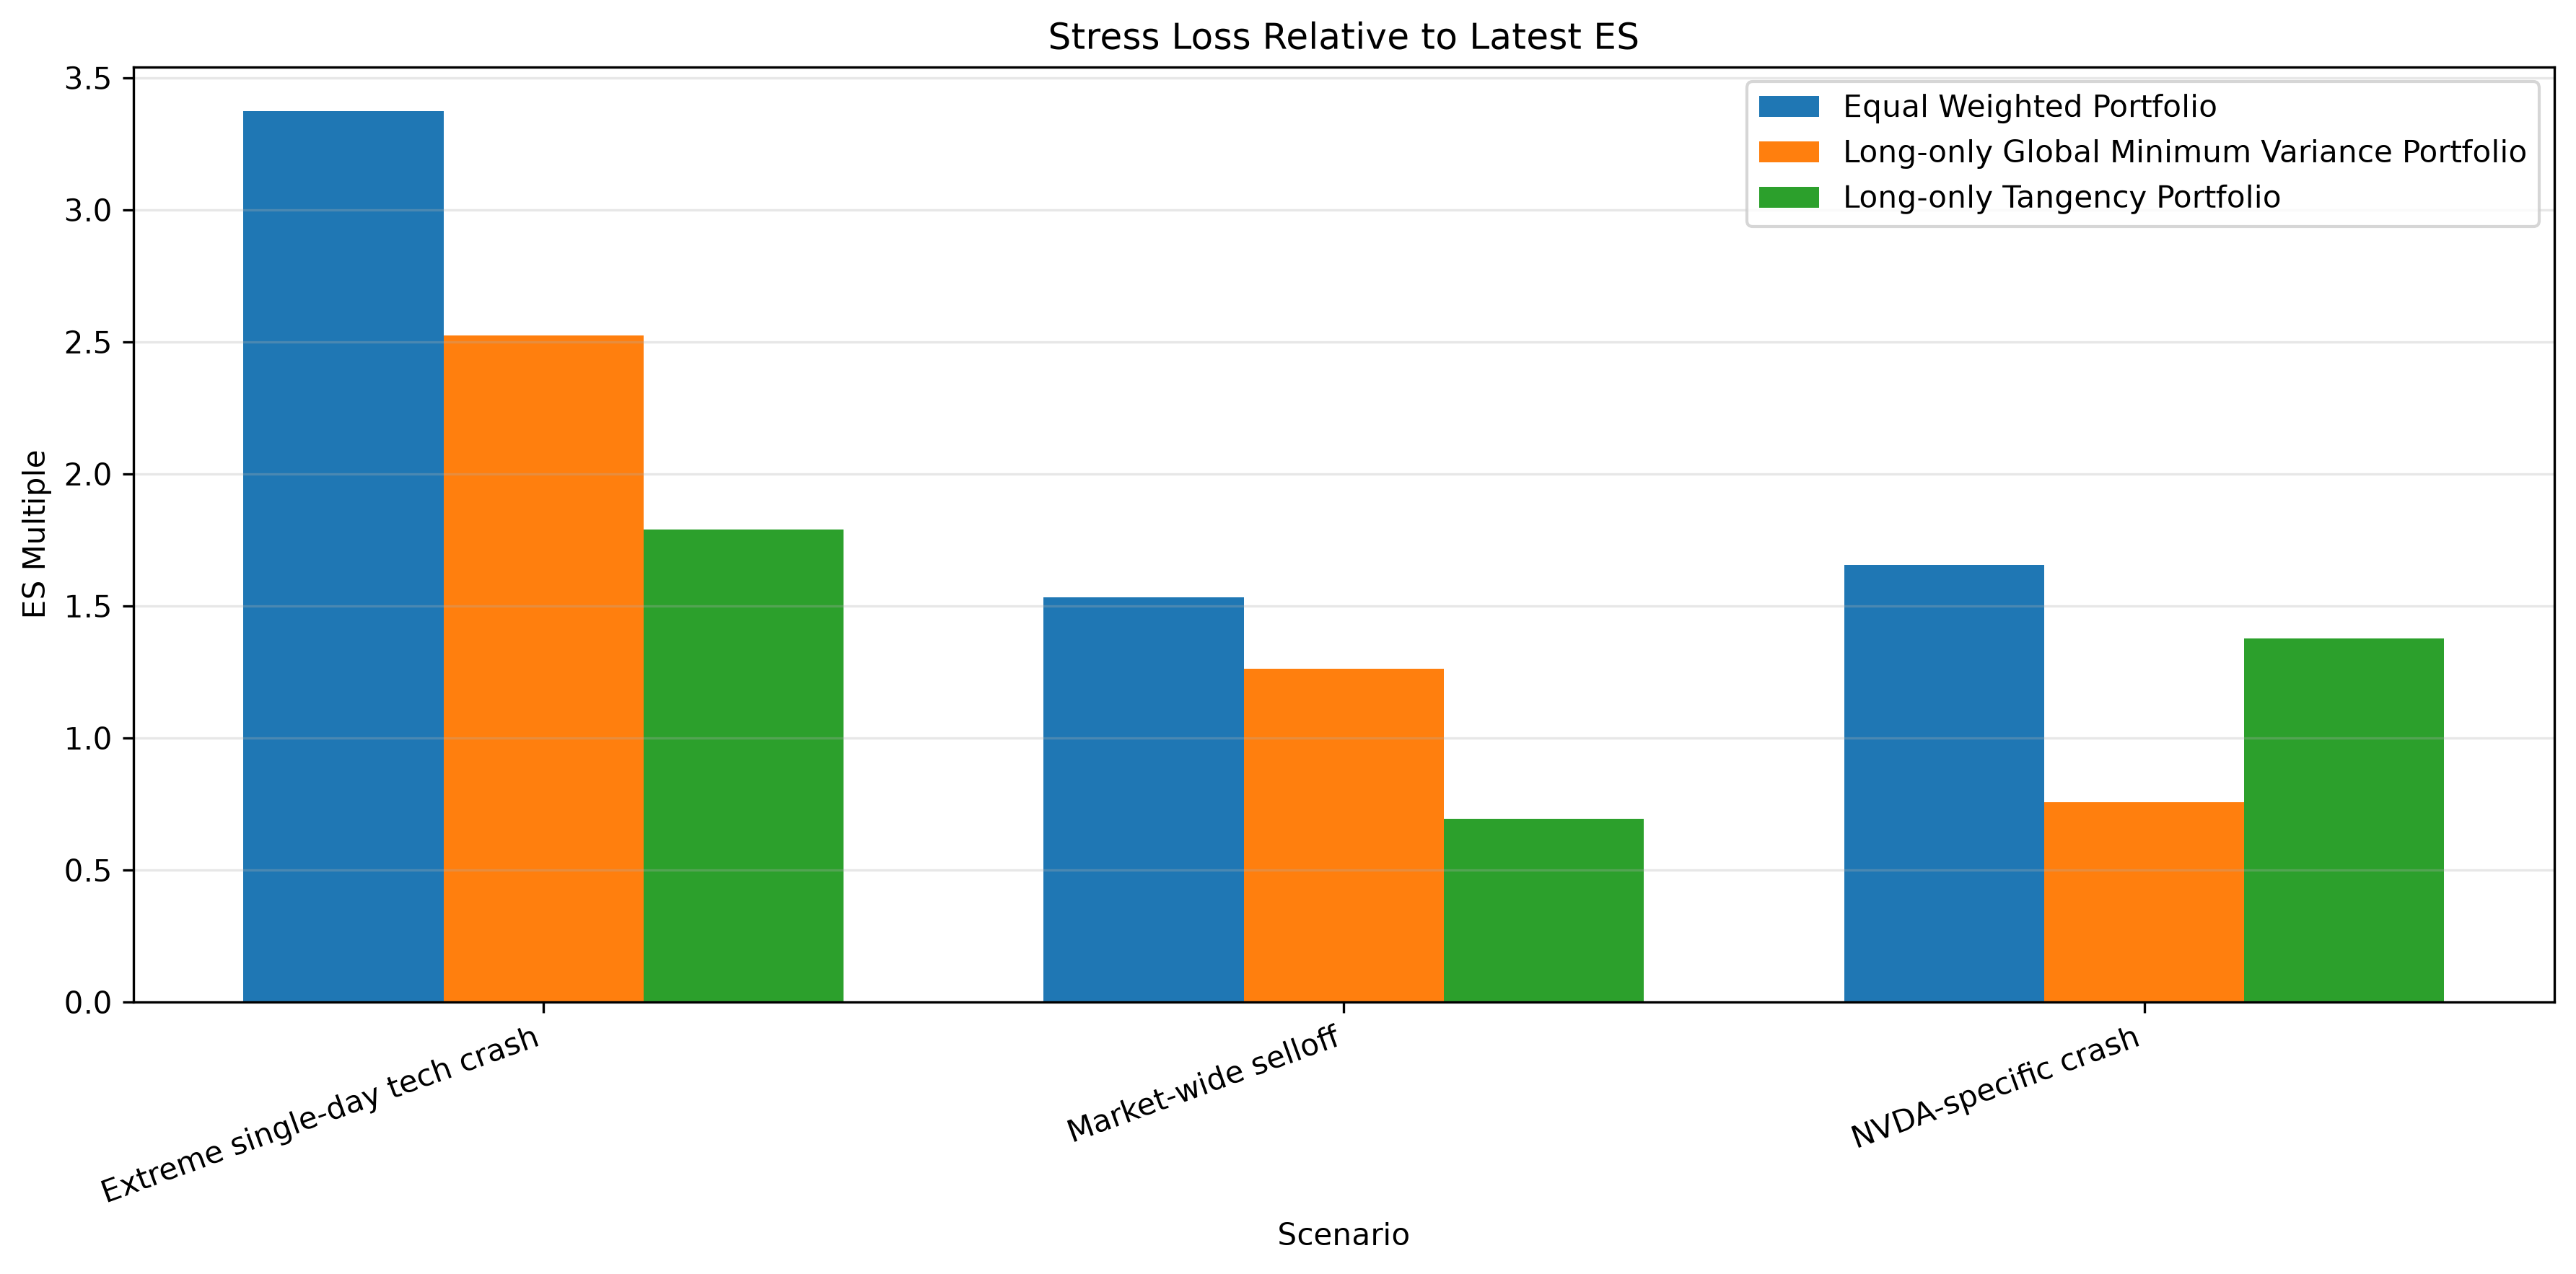 Stress Loss Relative to Latest ES
3.5
3.0
2.5
2.0
1.5
1.0
0.5
0.0
ES Multiple
Equal Weighted Portfolio
Long-only Global Minimum Variance Portfolio
Long-only Tangency Portfolio
Extreme single-day tech crash
Market-wide selloff
NVDA-specific crash
Scenario